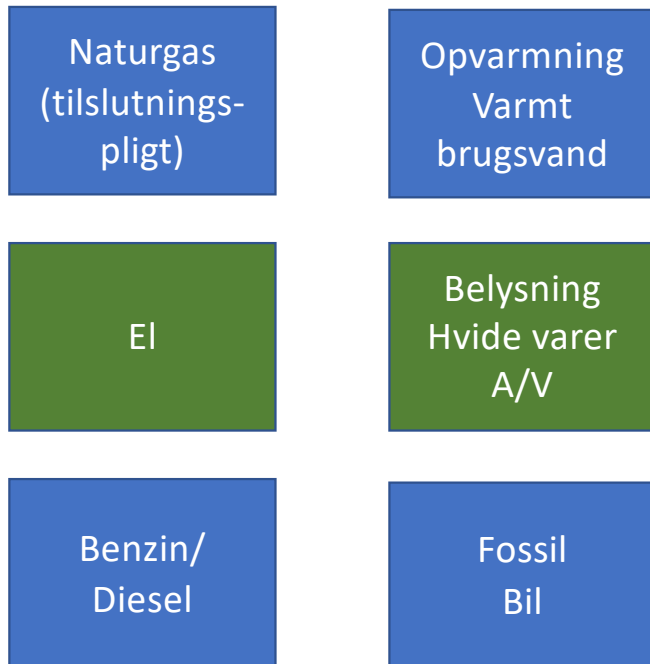 Naturgas
(tilslutnings-
pligt)
Opvarmning
Varmt
brugsvand
El
Belysning
Hvide varer
A/V
Benzin/
Diesel
Fossil
Bil